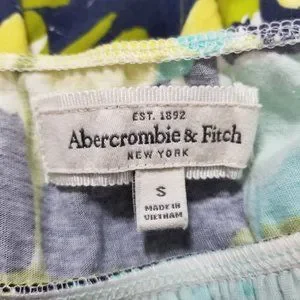 EST. 1892
Abercrombie & Fitch
NEW YORK
S
MADE IN
VIETNAM